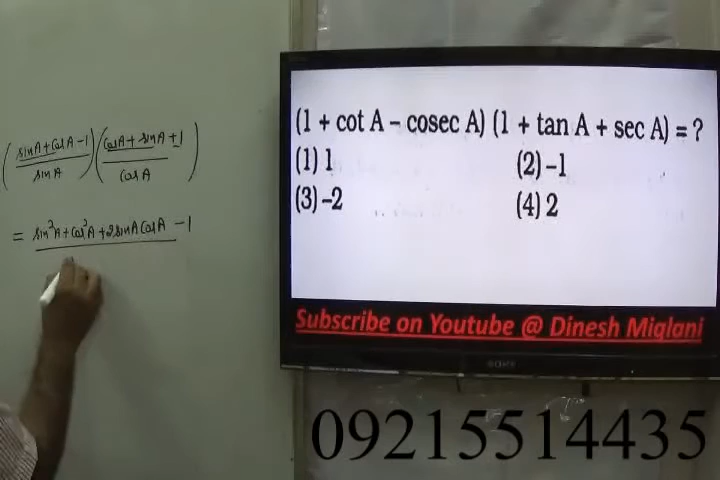 (sinA + CosA - 1 / sinA) (CosA + sinA + 1 / CosA)
= sin²A + Cos²A + 2sinA CosA - 1
(1 + cot A – cosec A) (1 + tan A + sec A) = ?
(1) 1 (2) –1
(3) –2 (4) 2
Subscribe on Youtube @ Dinesh Miglani
SONY
09215514435